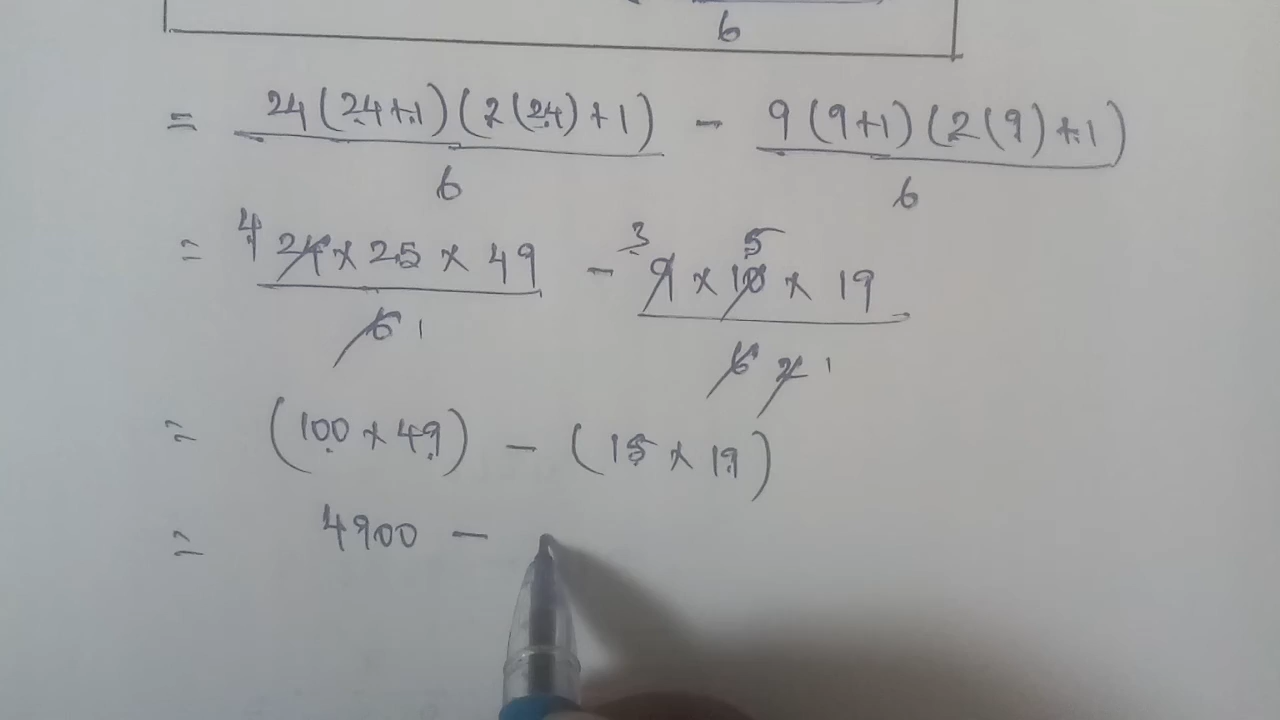 6
= 24(24+1)(2(24)+1) / 6 - 9(9+1)(2(9)+1) / 6
= 4 24 × 25 × 49 / 6 1 - 3 9 × 10 5 × 19 / 6 2 1
= (100 × 49) - (15 × 19)
= 4900 -